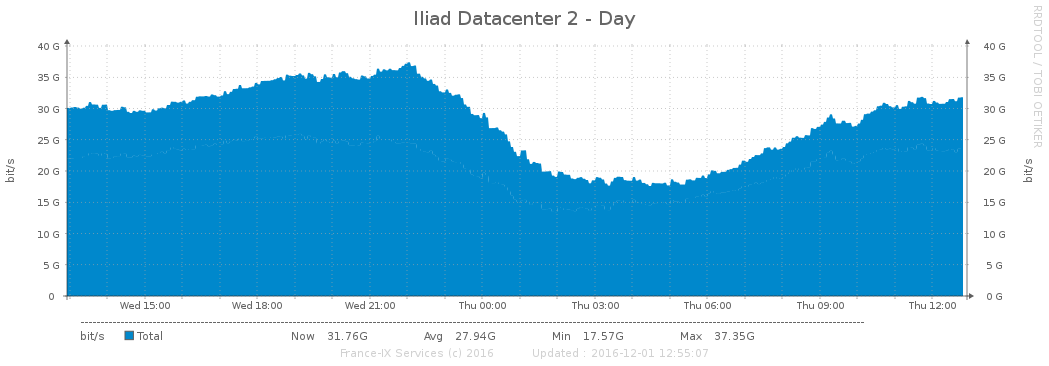 Iliad Datacenter 2 - Day
RRDTOOL / TOBI OETIKER
bit/s
bit/s
40 G 40 G
35 G 35 G
30 G 30 G
25 G 25 G
20 G 20 G
15 G 15 G
10 G 10 G
5 G 5 G
0 0 G
Wed 15:00 Wed 18:00 Wed 21:00 Thu 00:00 Thu 03:00 Thu 06:00 Thu 09:00 Thu 12:00
bit/s Total Now 31.76G Avg 27.94G Min 17.57G Max 37.35G
France-IX Services (c) 2016 Updated : 2016-12-01 12:55:07